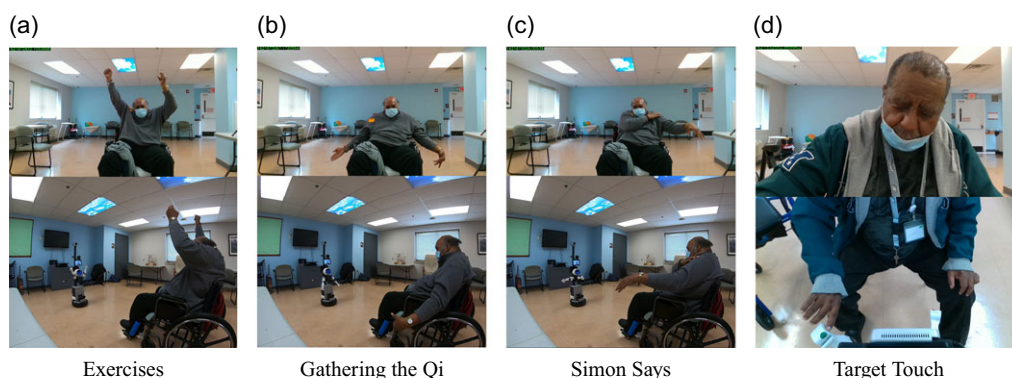 (a)
(b)
(c)
(d)
Exercises
Gathering the Qi
Simon Says
Target Touch